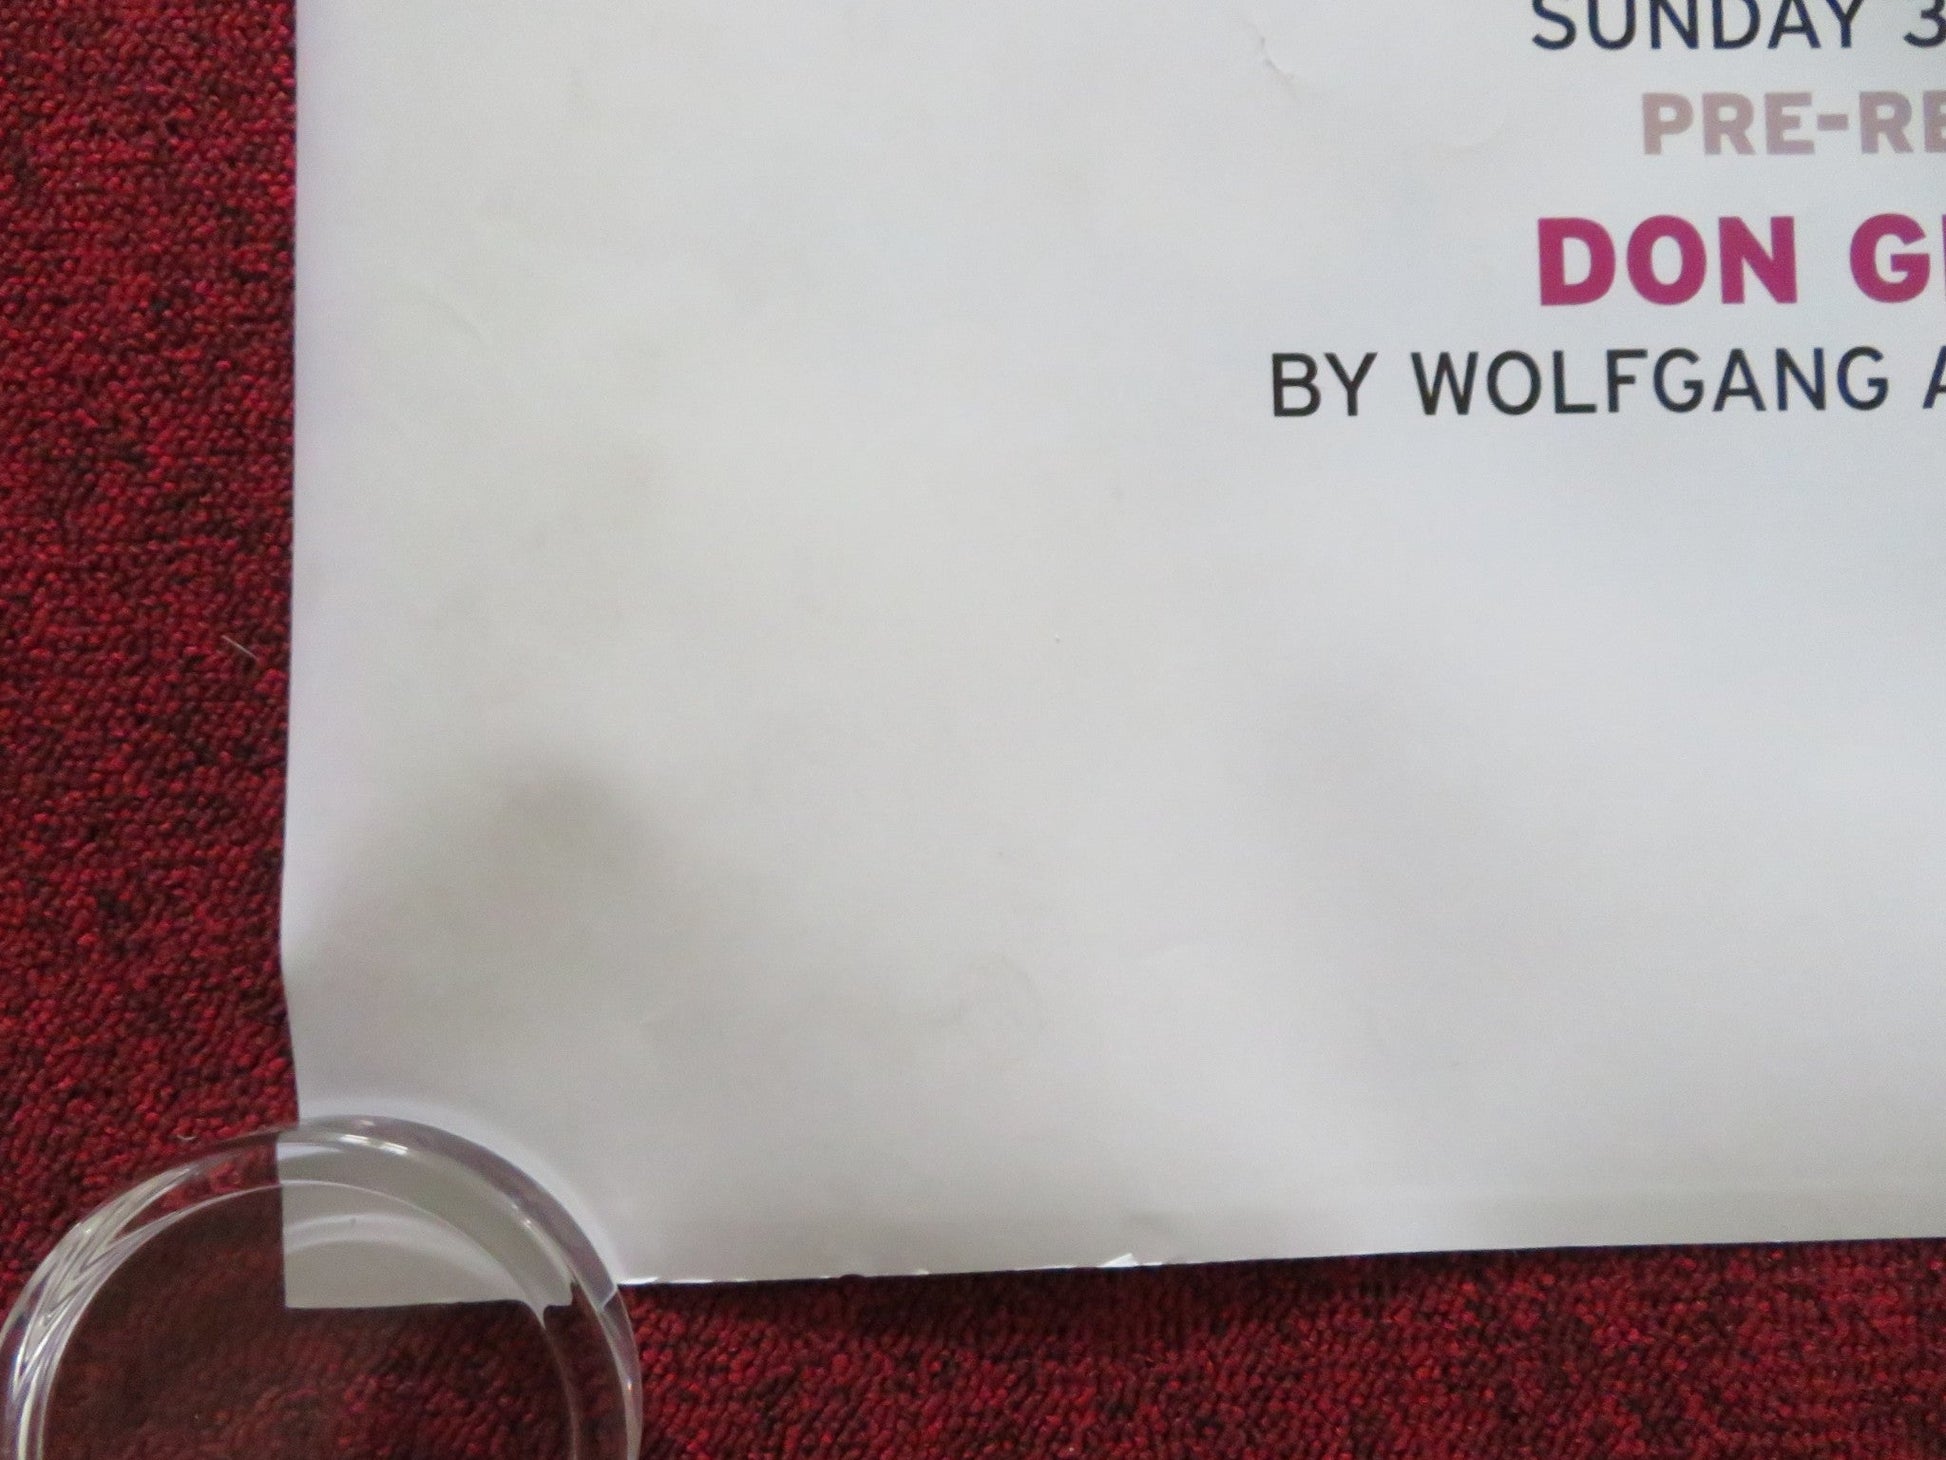 SUNDAY 3
PRE-RE
DON G
BY WOLFGANG A